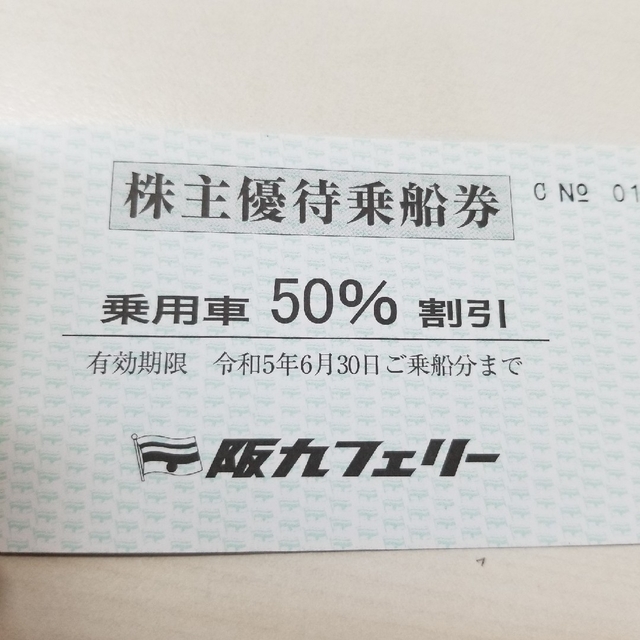 株主優待乗船券
C № 01
乗用車 50% 割引
有効期限 令和5年6月30日ご乗船分まで
阪九フェリー